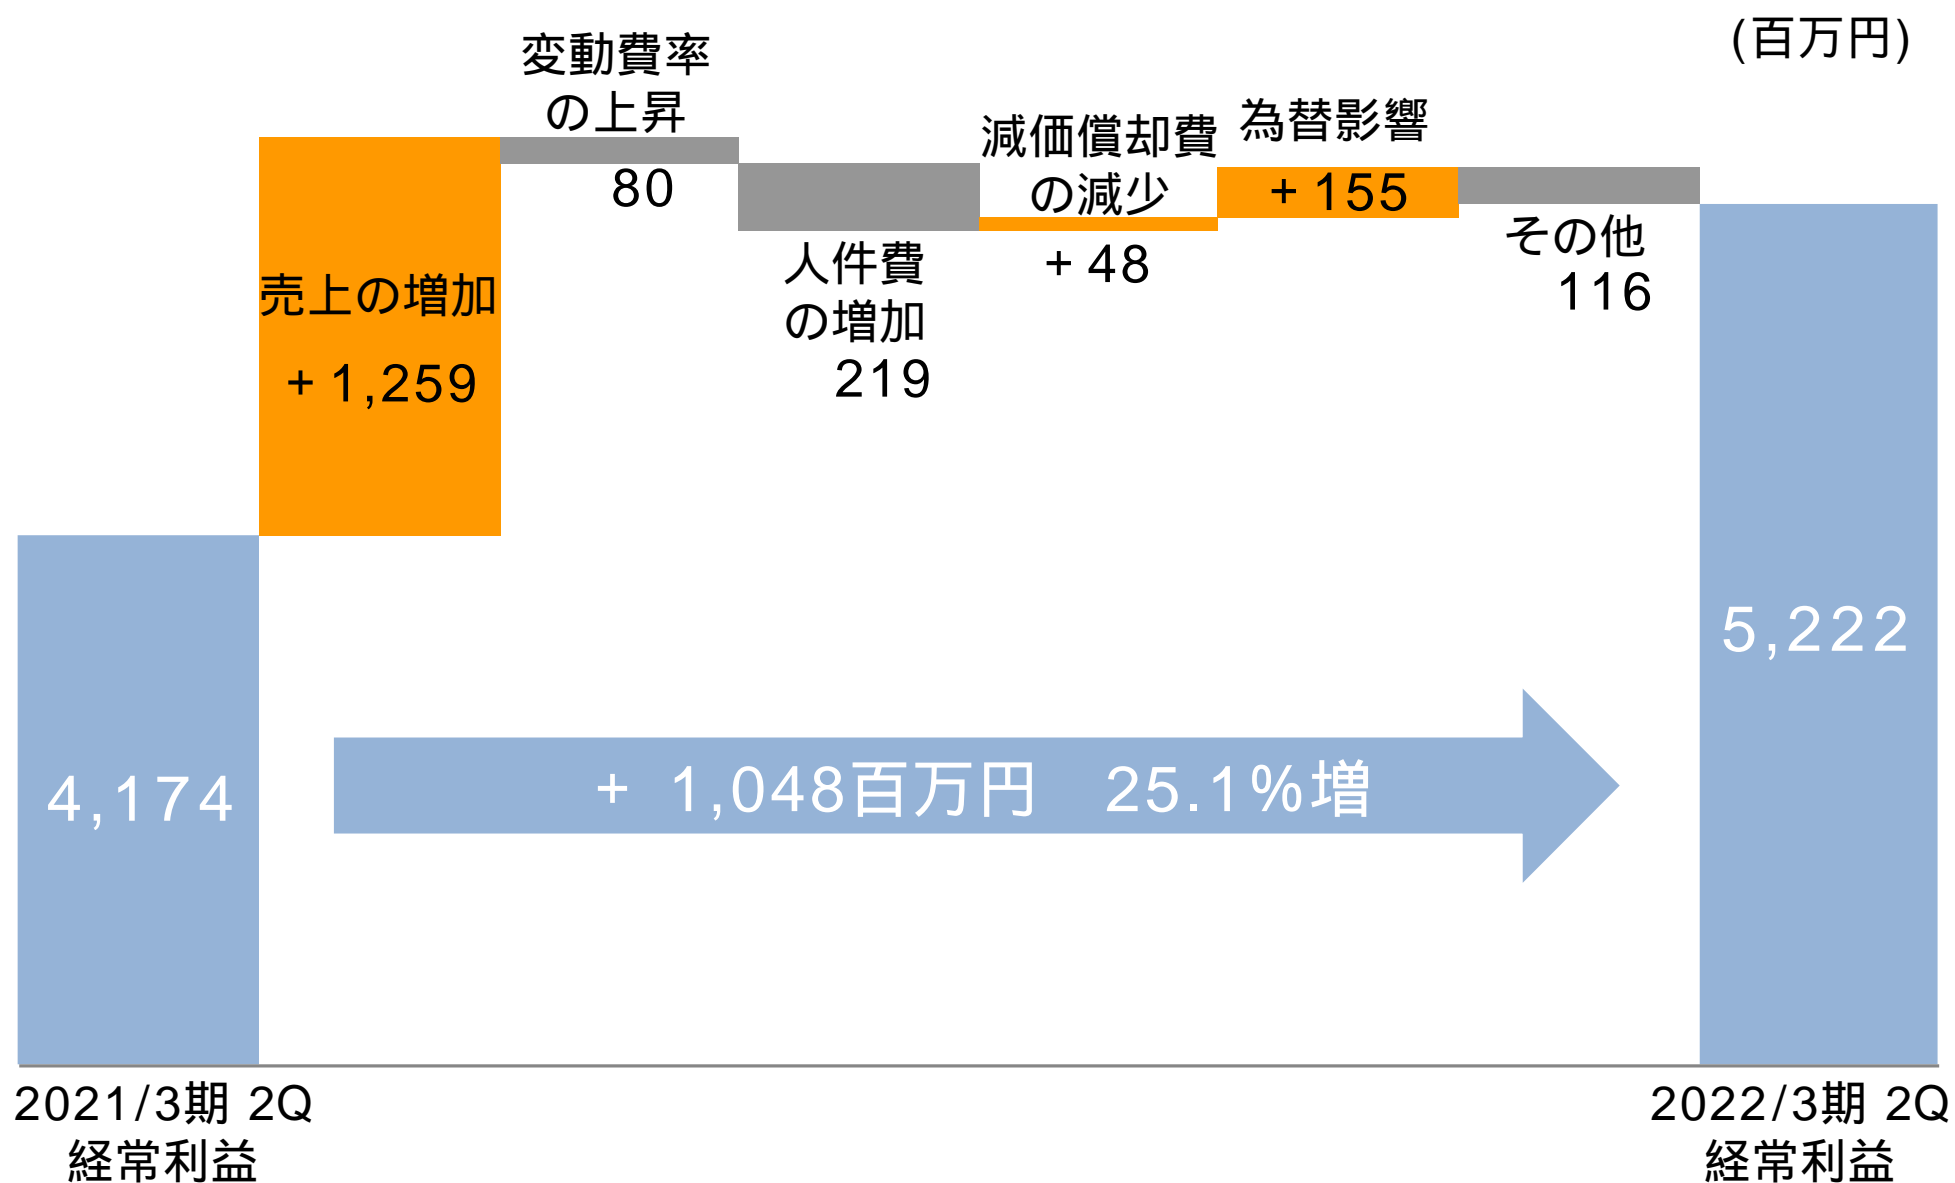 (百万円)
変動費率
の上昇
80
減価償却費
の減少
+ 48
為替影響
+ 155
売上の増加
+ 1,259
人件費
の増加
219
その他
116
5,222
4,174
+ 1,048百万円 25.1%増
2021/3期 2Q
経常利益
2022/3期 2Q
経常利益